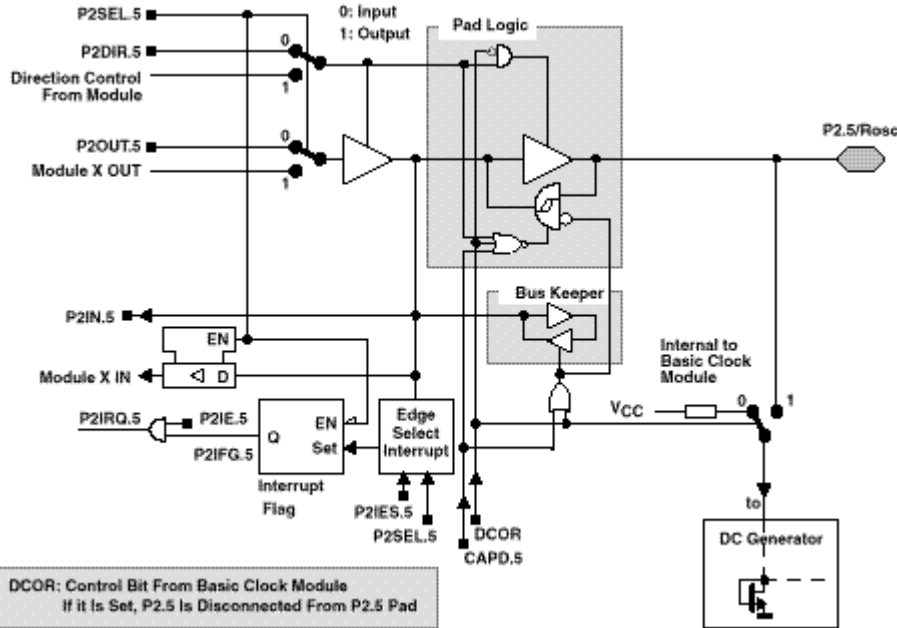 P2SEL.5
0: Input
1: Output
Pad Logic
P2DIR.5
0
Direction Control
From Module
1
P2OUT.5
0
Module X OUT
1
P2.5/Rosc
Bus Keeper
P2IN.5
EN
Module X IN
D
Internal to
Basic Clock
Module
VCC
0
1
P2IRQ.5
P2IE.5
P2IFG.5
Q
EN
Set
Interrupt
Flag
Edge
Select
Interrupt
P2IES.5
P2SEL.5
DCOR
CAPD.5
to
DC Generator
DCOR: Control Bit From Basic Clock Module
If it Is Set, P2.5 Is Disconnected From P2.5 Pad